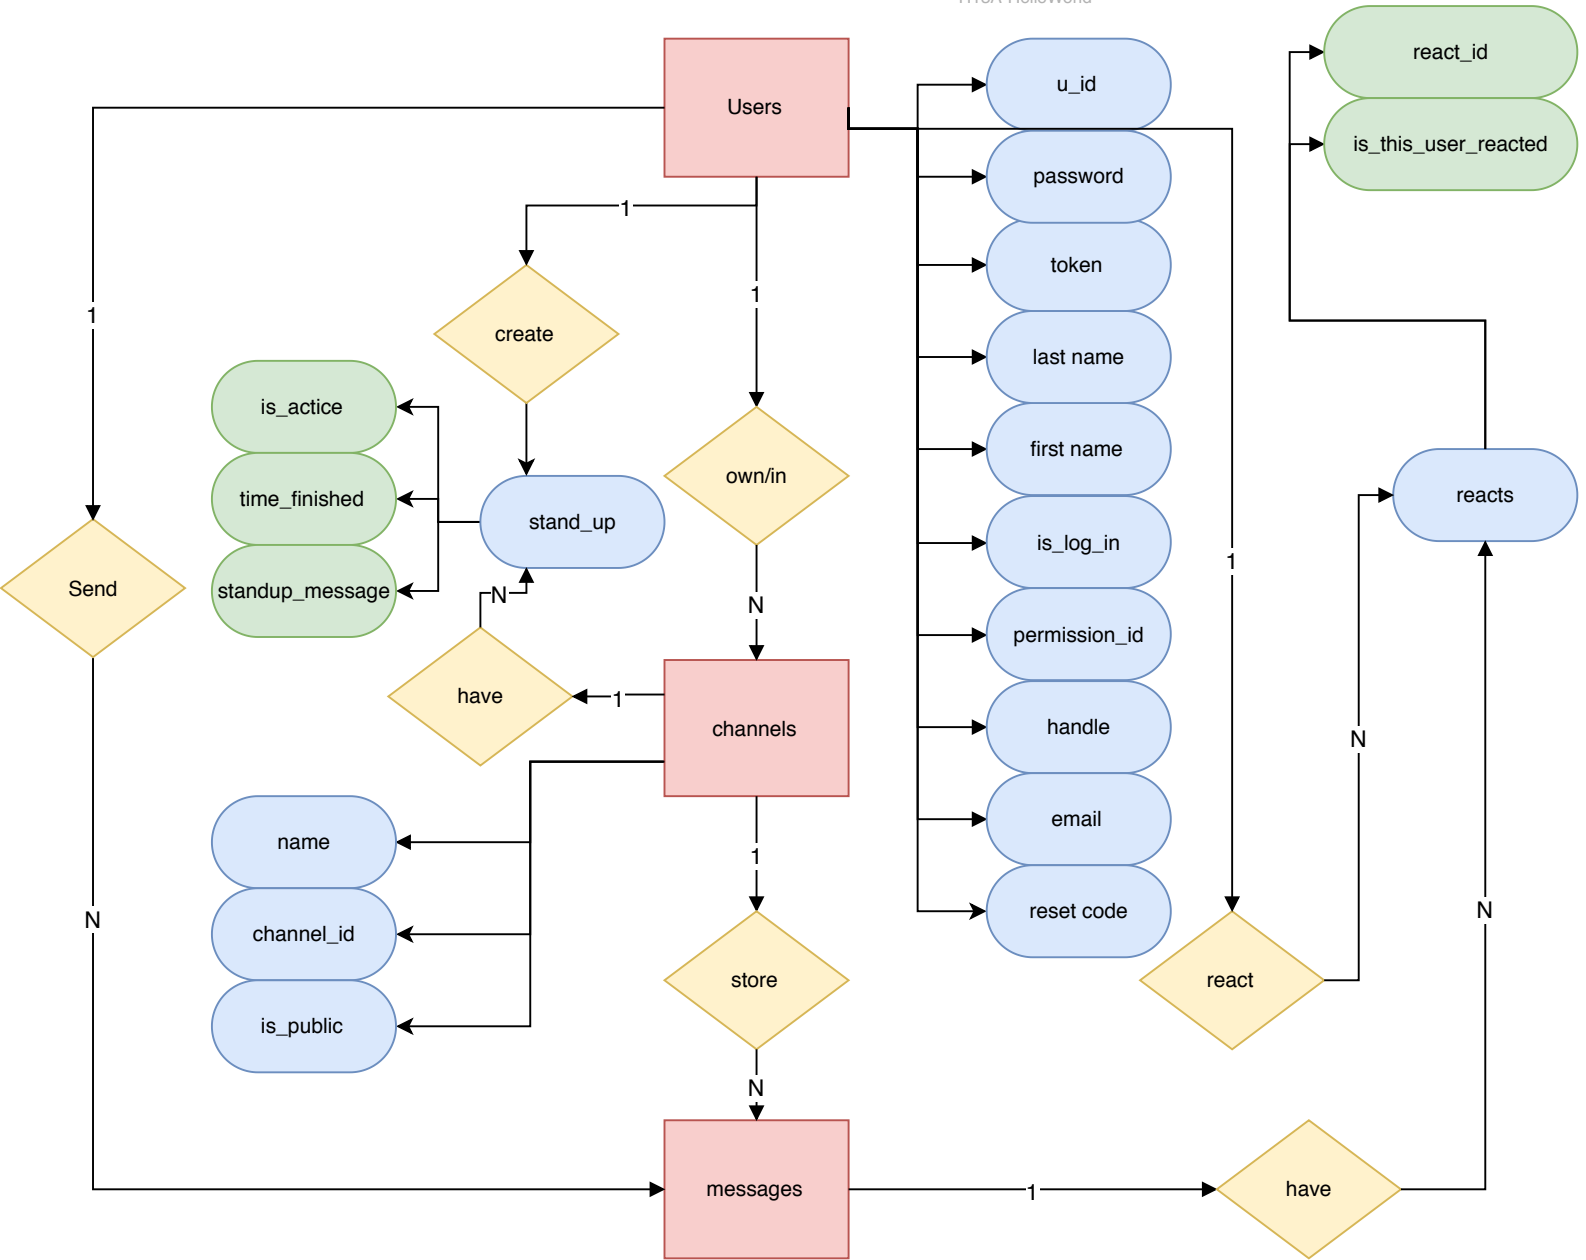 react_id
u_id
Users
is_this_user_reacted
password
1
create
token
1
1
last name
is_actice
first name
own/in
time_finished
reacts
stand_up
is_log_in
1
Send
standup_message
N
N
permission_id
have
1
channels
handle
N
name
email
1
N
channel_id
reset code
N
store
react
is_public
N
messages
1
have